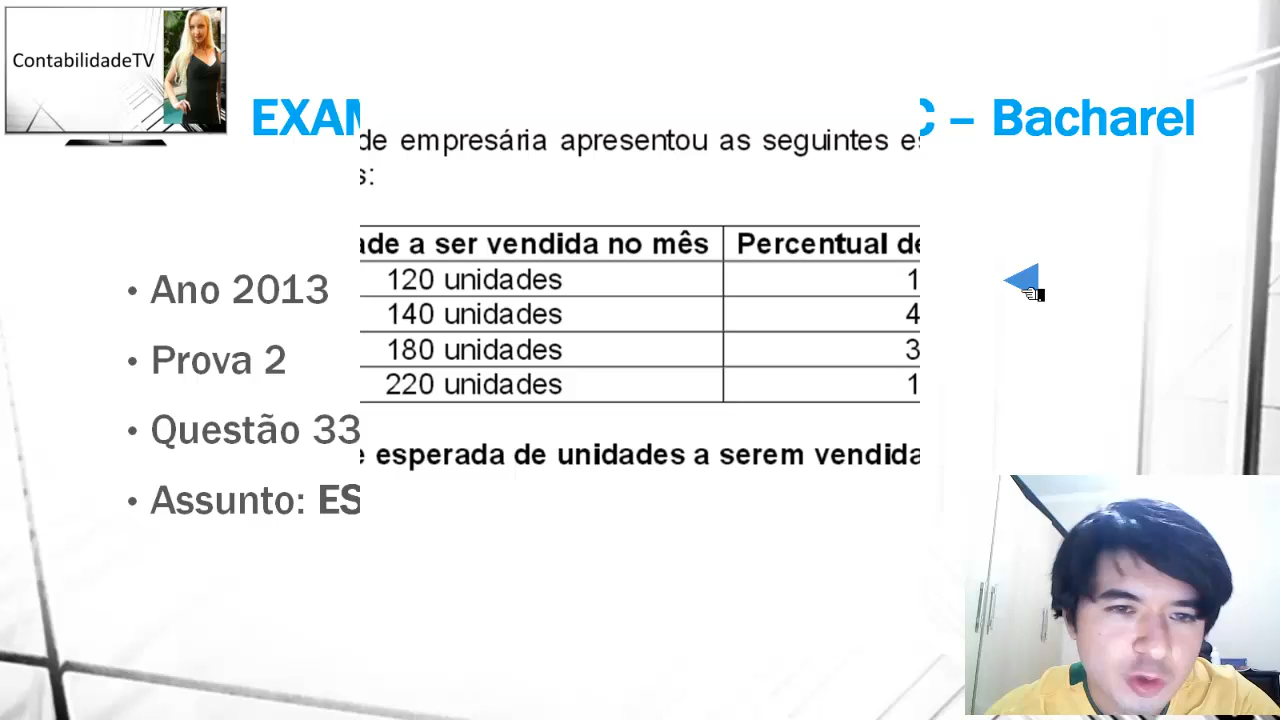 ContabilidadeTV
EXAM C – Bacharel
de empresária apresentou as seguintes
s:
ade a ser vendida no mês Percentual de
120 unidades 1
140 unidades 4
180 unidades 3
220 unidades 1
esperada de unidades a serem vendida
• Ano 2013
• Prova 2
• Questão 33
• Assunto: ES